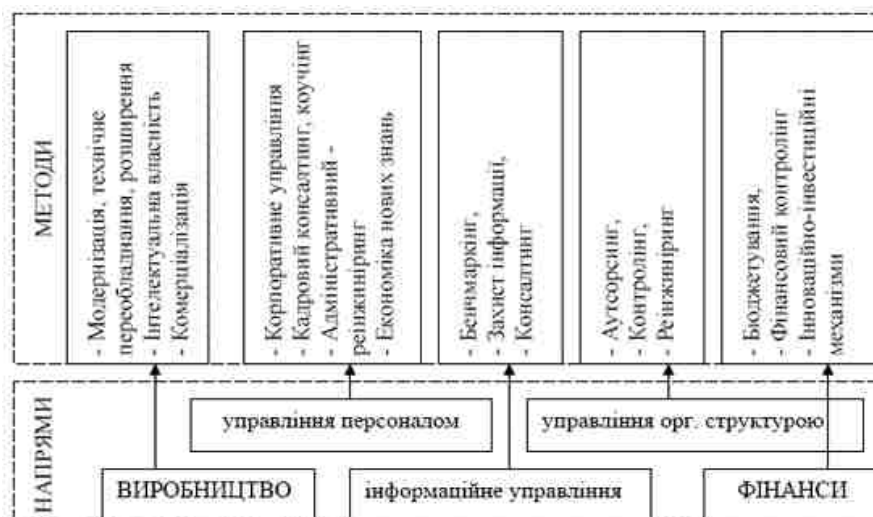 МЕТОДИ
- Модернізація, технічне
переобладнання, розширення
- Інтелектуальна власність
- Комерціалізація
- Корпоративне управління
- Кадровий консалтинг, коучінг
- Адміністративний -
реінжиніринг
- Економіка нових знань
- Бенчмаркінг,
- Захист інформації,
- Консалтинг
- Аутсорсинг,
- Контролінг,
- Реінжиніринг
- Бюджетування,
- Фінансовий контролінг
- Інноваційно-інвестиційні
механізми
НАПРЯМИ
управління персоналом
управління орг. структурою
ВИРОБНИЦТВО
інформаційне управління
ФІНАНСИ